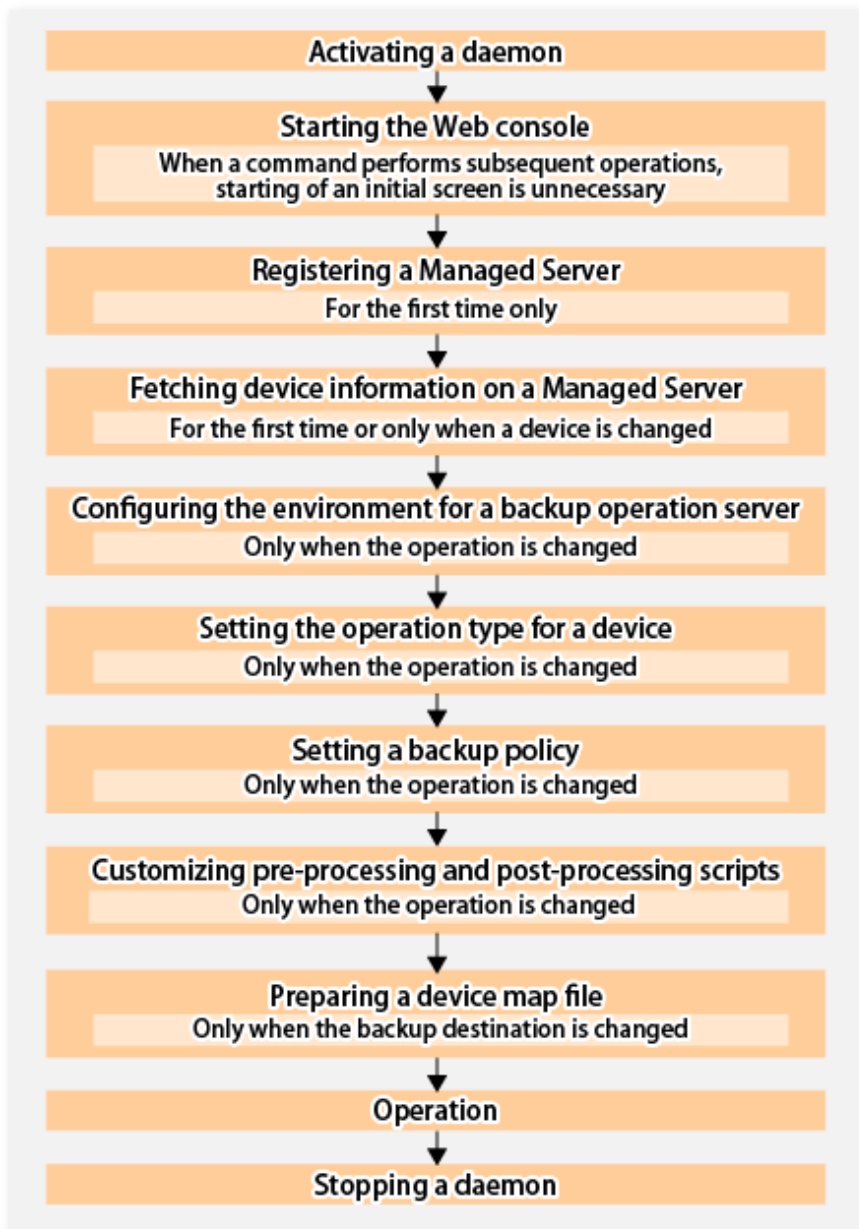 Activating a daemon
Starting the Web console
When a command performs subsequent operations,
starting of an initial screen is unnecessary
Registering a Managed Server
For the first time only
Fetching device information on a Managed Server
For the first time or only when a device is changed
Configuring the environment for a backup operation server
Only when the operation is changed
Setting the operation type for a device
Only when the operation is changed
Setting a backup policy
Only when the operation is changed
Customizing pre-processing and post-processing scripts
Only when the operation is changed
Preparing a device map file
Only when the backup destination is changed
Operation
Stopping a daemon